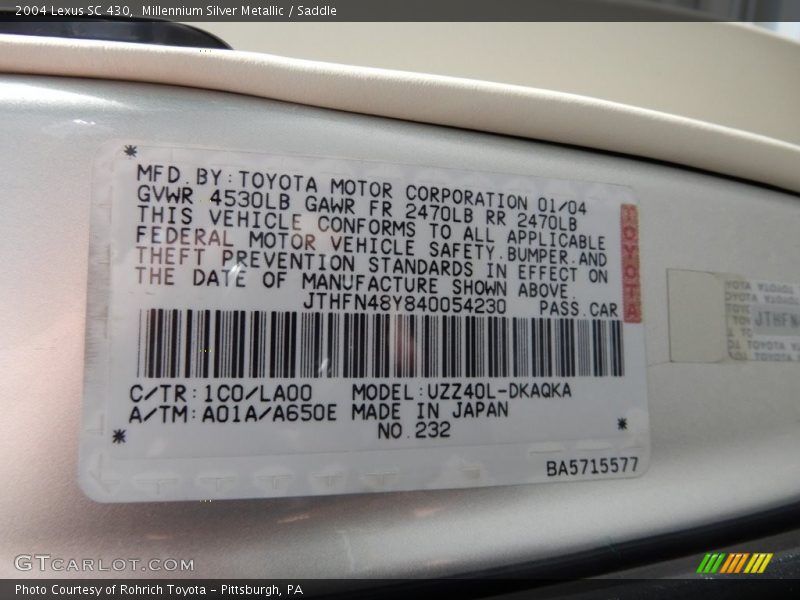 2004 Lexus SC 430, Millennium Silver Metallic / Saddle
MFD.BY:TOYOTA MOTOR CORPORATION 01/04
GVWR 4530LB GAWR FR 2470LB RR 2470LB
THIS VEHICLE CONFORMS TO ALL APPLICABLE
FEDERAL MOTOR VEHICLE SAFETY.BUMPER.AND
THEFT PREVENTION STANDARDS IN EFFECT ON
THE DATE OF MANUFACTURE SHOWN ABOVE.
JTHFN48Y840054230 PASS.CAR
TOYOTA
C/TR:1C0/LA00 MODEL:UZZ40L-DKAQKA
A/TM:A01A/A650E MADE IN JAPAN
NO.232
BA5715577
JTHFN
GTCarLot.com
Photo Courtesy of Rohrich Toyota - Pittsburgh, PA